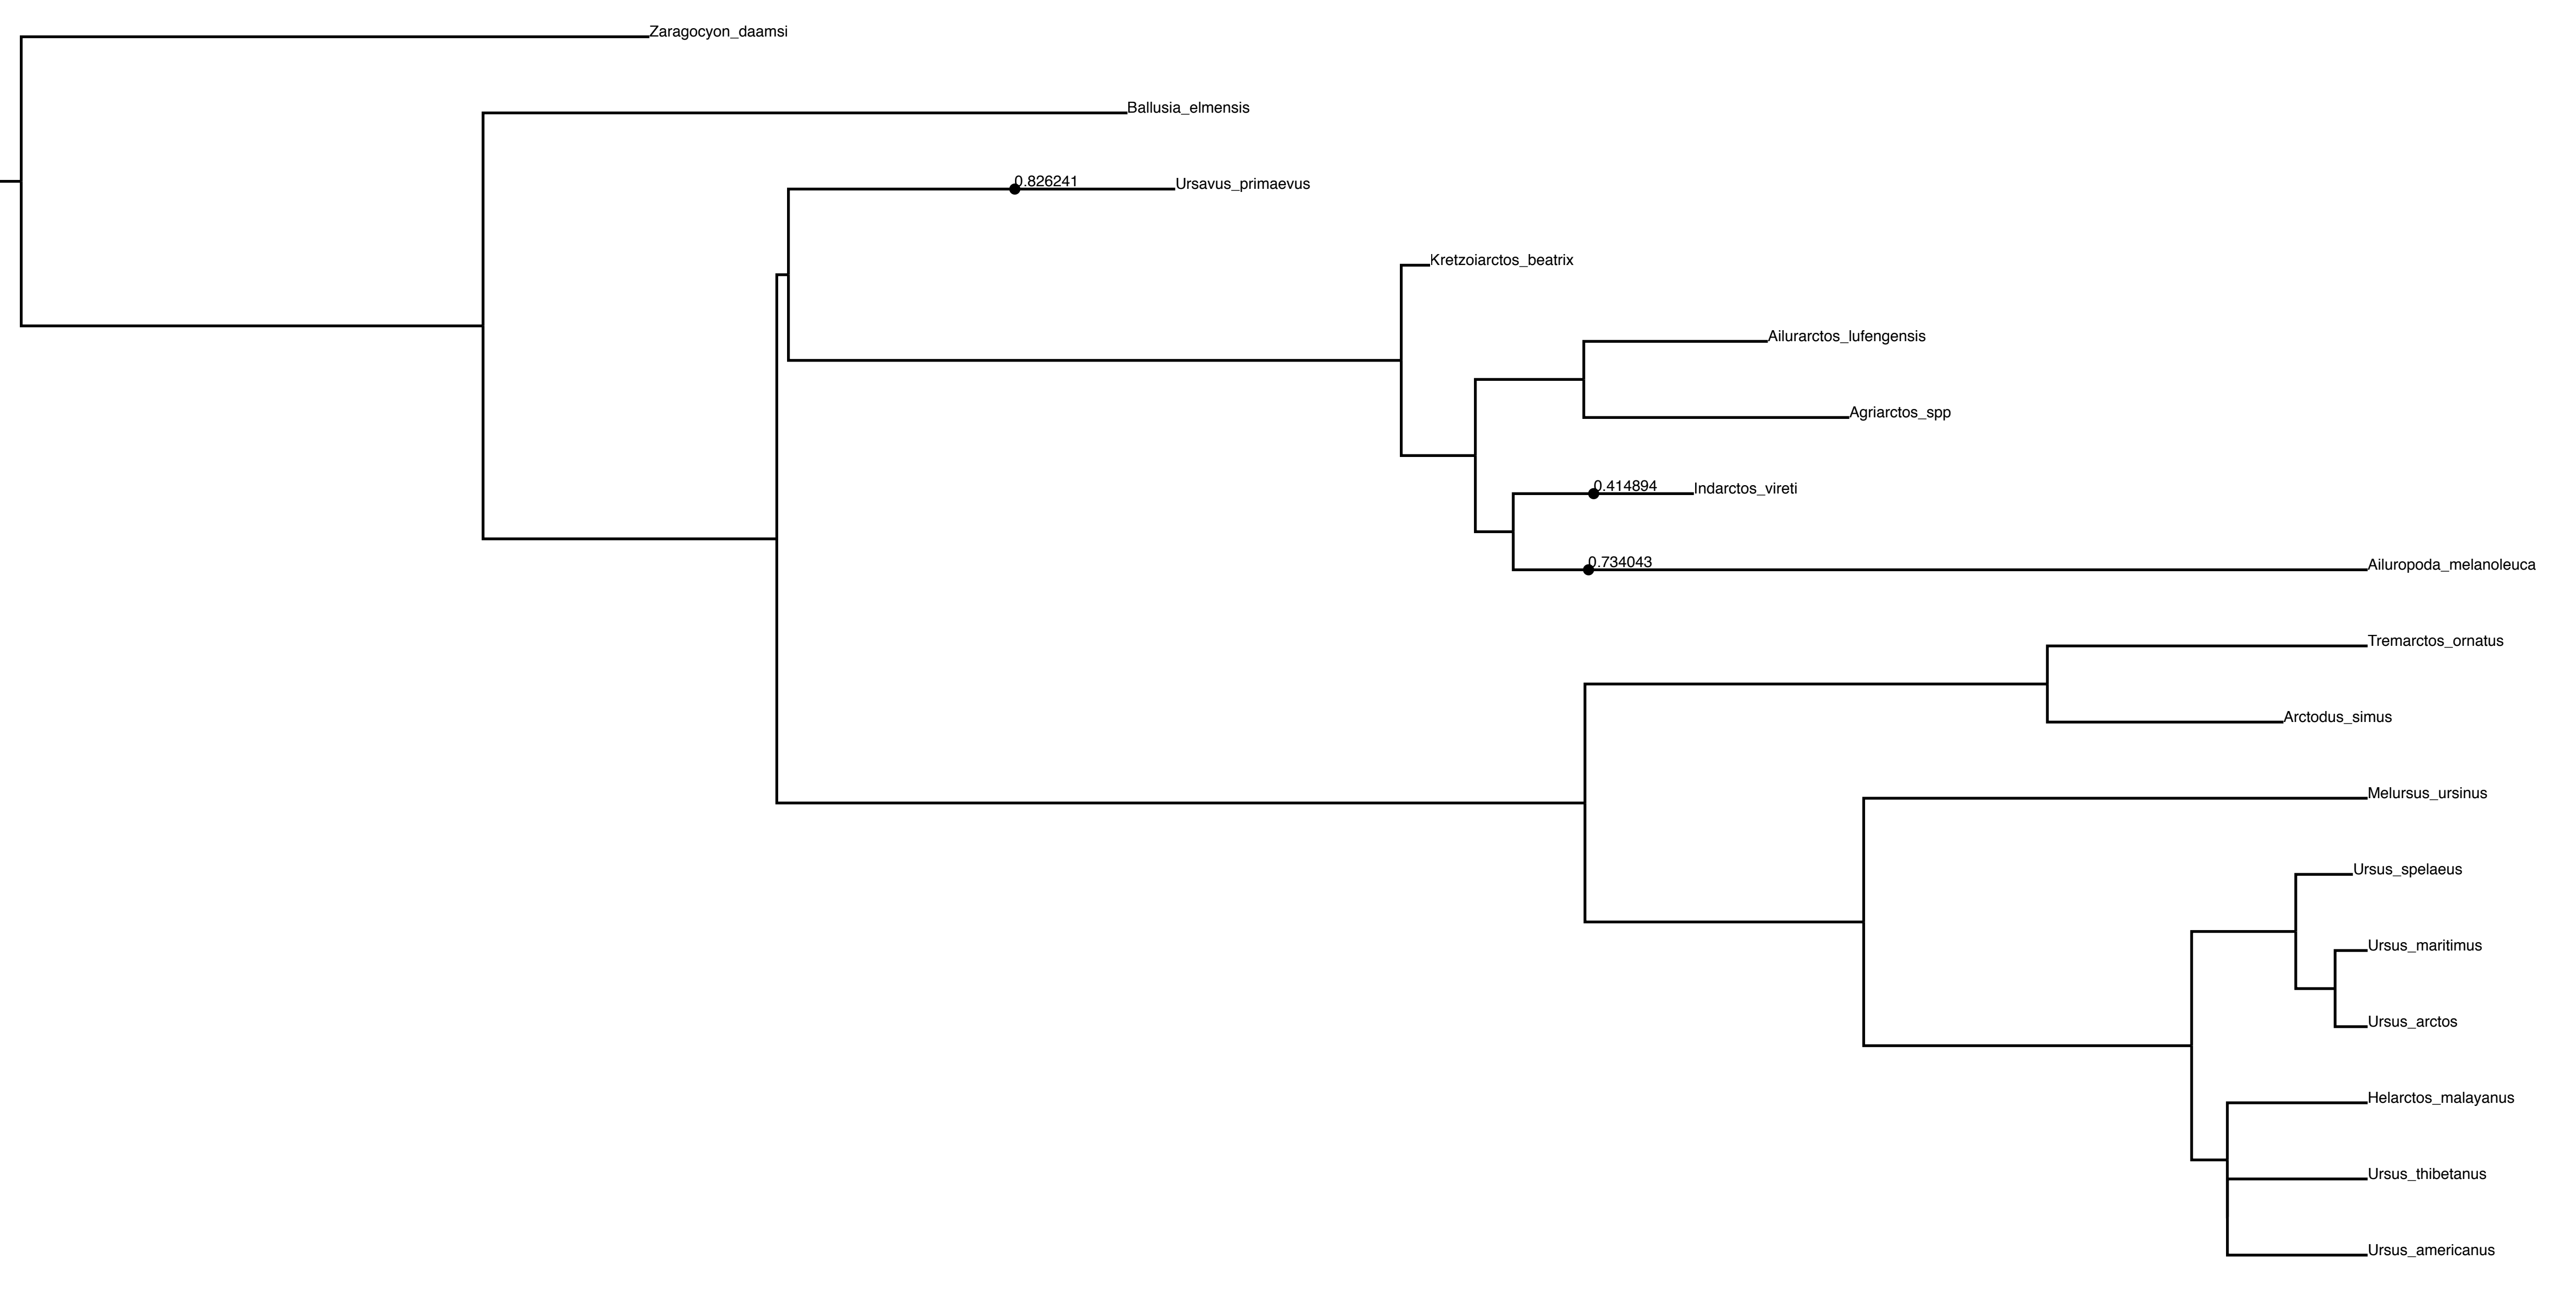 Zaragocyon_daamsi
Ballusia_elmensis
0.826241
Ursavus_primaevus
Kretzoiarctos_beatrix
Ailurarctos_lufengensis
Agriarctos_spp
0.414894
Indarctos_vireti
0.734043
Ailuropoda_melanoleuca
Tremarctos_ornatus
Arctodus_simus
Melursus_ursinus
Ursus_spelaeus
Ursus_maritimus
Ursus_arctos
Helarctos_malayanus
Ursus_thibetanus
Ursus_americanus